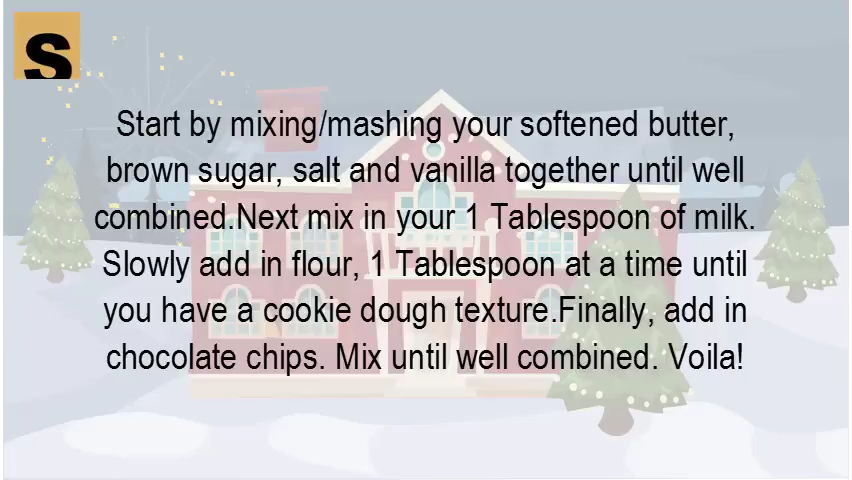 S
Start by mixing/mashing your softened butter,
brown sugar, salt and vanilla together until well
combined.Next mix in your 1 Tablespoon of milk.
Slowly add in flour, 1 Tablespoon at a time until
you have a cookie dough texture.Finally, add in
chocolate chips. Mix until well combined. Voila!